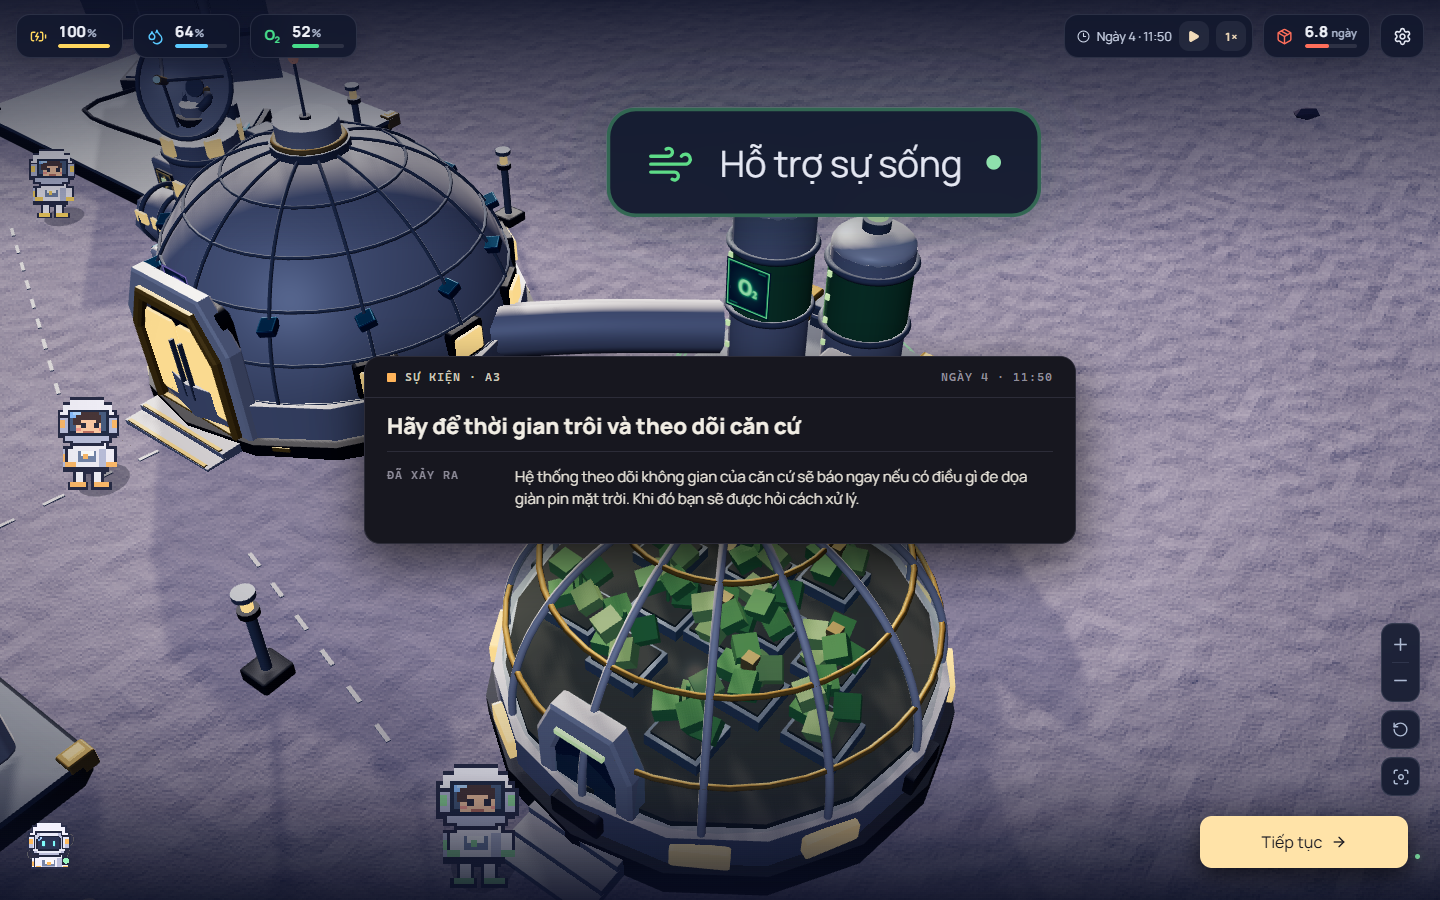 100%
64%
O₂ 52%
Ngày 4 · 11:50
1×
6.8 ngày
Hỗ trợ sự sống
O₂
SỰ KIỆN · A3
NGÀY 4 · 11:50
Hãy để thời gian trôi và theo dõi căn cứ
ĐÃ XẢY RA
Hệ thống theo dõi không gian của căn cứ sẽ báo ngay nếu có điều gì đe dọa
giàn pin mặt trời. Khi đó bạn sẽ được hỏi cách xử lý.
Tiếp tục →